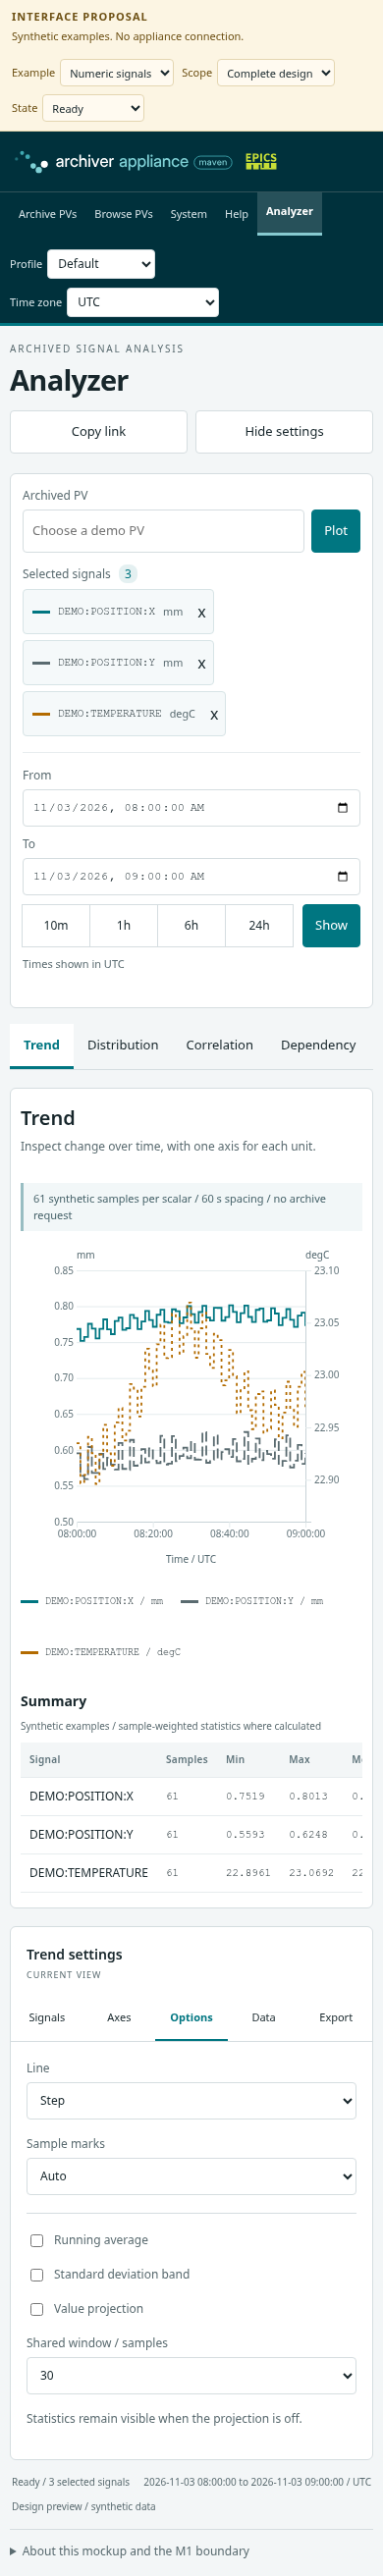 INTERFACE PROPOSAL
Synthetic examples. No appliance connection.
Example Numeric signals Scope Complete design
State Ready
archiver appliance maven EPICS
Archive PVs Browse PVs System Help Analyzer
Profile Default
Time zone UTC
ARCHIVED SIGNAL ANALYSIS
Analyzer
Copy link Hide settings
Archived PV
Choose a demo PV Plot
Selected signals 3
DEMO:POSITION:X mm x
DEMO:POSITION:Y mm x
DEMO:TEMPERATURE degC x
From
11/03/2026, 08:00:00 AM
To
11/03/2026, 09:00:00 AM
10m 1h 6h 24h Show
Times shown in UTC
Trend Distribution Correlation Dependency
Trend
Inspect change over time, with one axis for each unit.
61 synthetic samples per scalar / 60 s spacing / no archive
request
mm degC
0.85 23.10
0.80
23.05
0.75
0.70 23.00
0.65
22.95
0.60
0.55 22.90
0.50
08:00:00 08:20:00 08:40:00 09:00:00
Time / UTC
DEMO:POSITION:X / mm DEMO:POSITION:Y / mm
DEMO:TEMPERATURE / degC
Summary
Synthetic examples / sample-weighted statistics where calculated
Signal Samples Min Max
DEMO:POSITION:X 61 0.7519 0.8013 0.
DEMO:POSITION:Y 61 0.5593 0.6248 0.
DEMO:TEMPERATURE 61 22.8961 23.0692 22
Trend settings
CURRENT VIEW
Signals Axes Options Data Export
Line
Step
Sample marks
Auto
Running average
Standard deviation band
Value projection
Shared window / samples
30
Statistics remain visible when the projection is off.
Ready / 3 selected signals 2026-11-03 08:00:00 to 2026-11-03 09:00:00 / UTC
Design preview / synthetic data
About this mockup and the M1 boundary